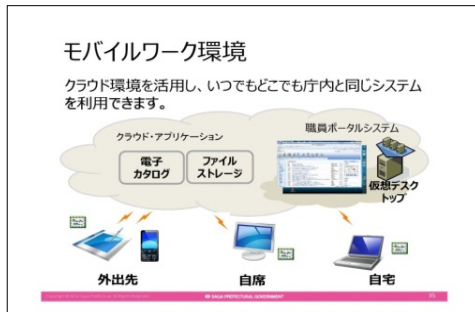 モバイルワーク環境
クラウド環境を活用し、いつでもどこでも庁内と同じシステム
を利用できます。
クラウド・アプリケーション
職員ポータルシステム
電子
カタログ
ファイル
ストレージ
仮想デスク
トップ
外出先
自席
自宅
SAGA PREFECTURAL GOVERNMENT